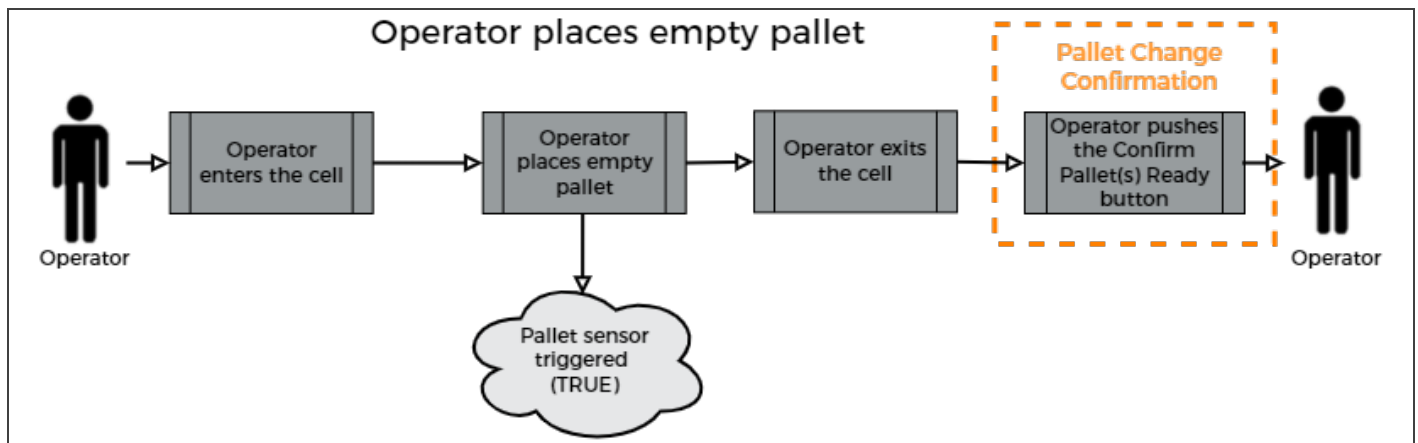 Operator places empty pallet
Pallet Change
Confirmation
Operator
enters the cell
Operator
places empty
pallet
Operator exits
the cell
Operator pushes
the Confirm
Pallet(s) Ready
button
Operator
Operator
Pallet sensor
triggered
(TRUE)